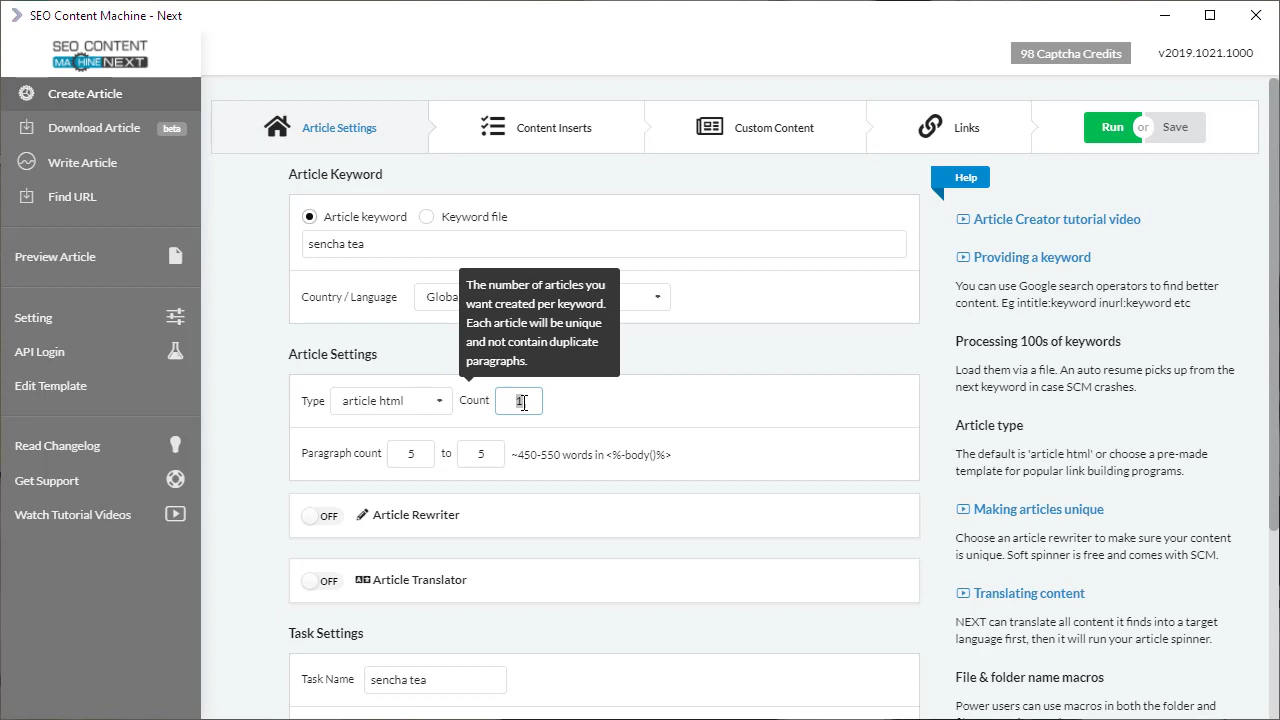 SEO Content Machine - Next
SEO CONTENT
MACHINE NEXT
98 Captcha Credits
v2019.1021.1000
Create Article
Download Article beta
Write Article
Find URL
Preview Article
Setting
API Login
Edit Template
Read Changelog
Get Support
Watch Tutorial Videos
Article Settings
Content Inserts
Custom Content
Links
Run or Save
Article Keyword
Article keyword Keyword file
sencha tea
Country / Language Globa
The number of articles you
want created per keyword.
Each article will be unique
and not contain duplicate
paragraphs.
Article Settings
Type article html Count 1
Paragraph count 5 to 5 ~450-550 words in <%-body()%>
OFF Article Rewriter
OFF Article Translator
Task Settings
Task Name sencha tea
Help
Article Creator tutorial video
Providing a keyword
You can use Google search operators to find better
content. Eg intitle:keyword inurl:keyword etc
Processing 100s of keywords
Load them via a file. An auto resume picks up from the
next keyword in case SCM crashes.
Article type
The default is 'article html' or choose a pre-made
template for popular link building programs.
Making articles unique
Choose an article rewriter to make sure your content
is unique. Soft spinner is free and comes with SCM.
Translating content
NEXT can translate all content it finds into a target
language first, then it will run your article spinner.
File & folder name macros
Power users can use macros in both the folder and